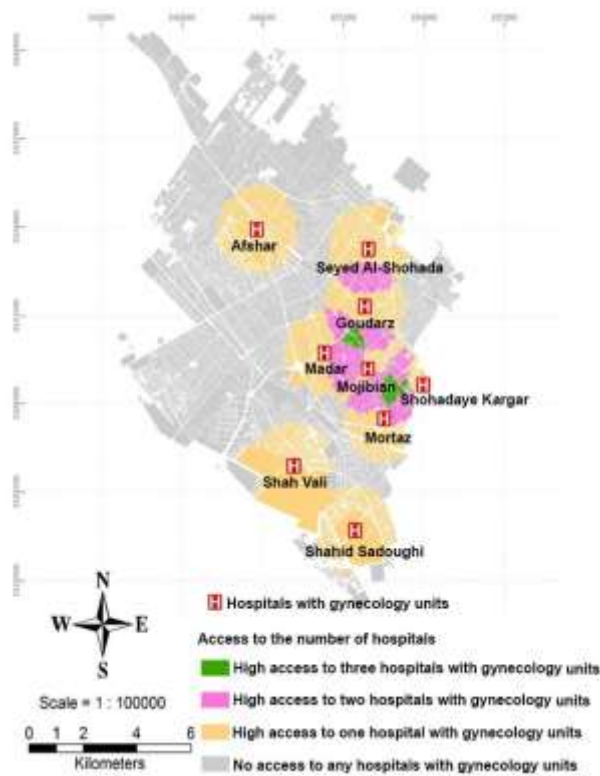 Afshar
Seyed Al-Shohada
Goudarz
Madar
Mojibian
Shohadaye Kargar
Mortaz
Shah Vali
Shahid Sadoughi
N
W E
S
H Hospitals with gynecology units
Access to the number of hospitals
High access to three hospitals with gynecology units
High access to two hospitals with gynecology units
High access to one hospital with gynecology units
No access to any hospitals with gynecology units
Scale = 1 : 100000
0 1 2 4 6
Kilometers